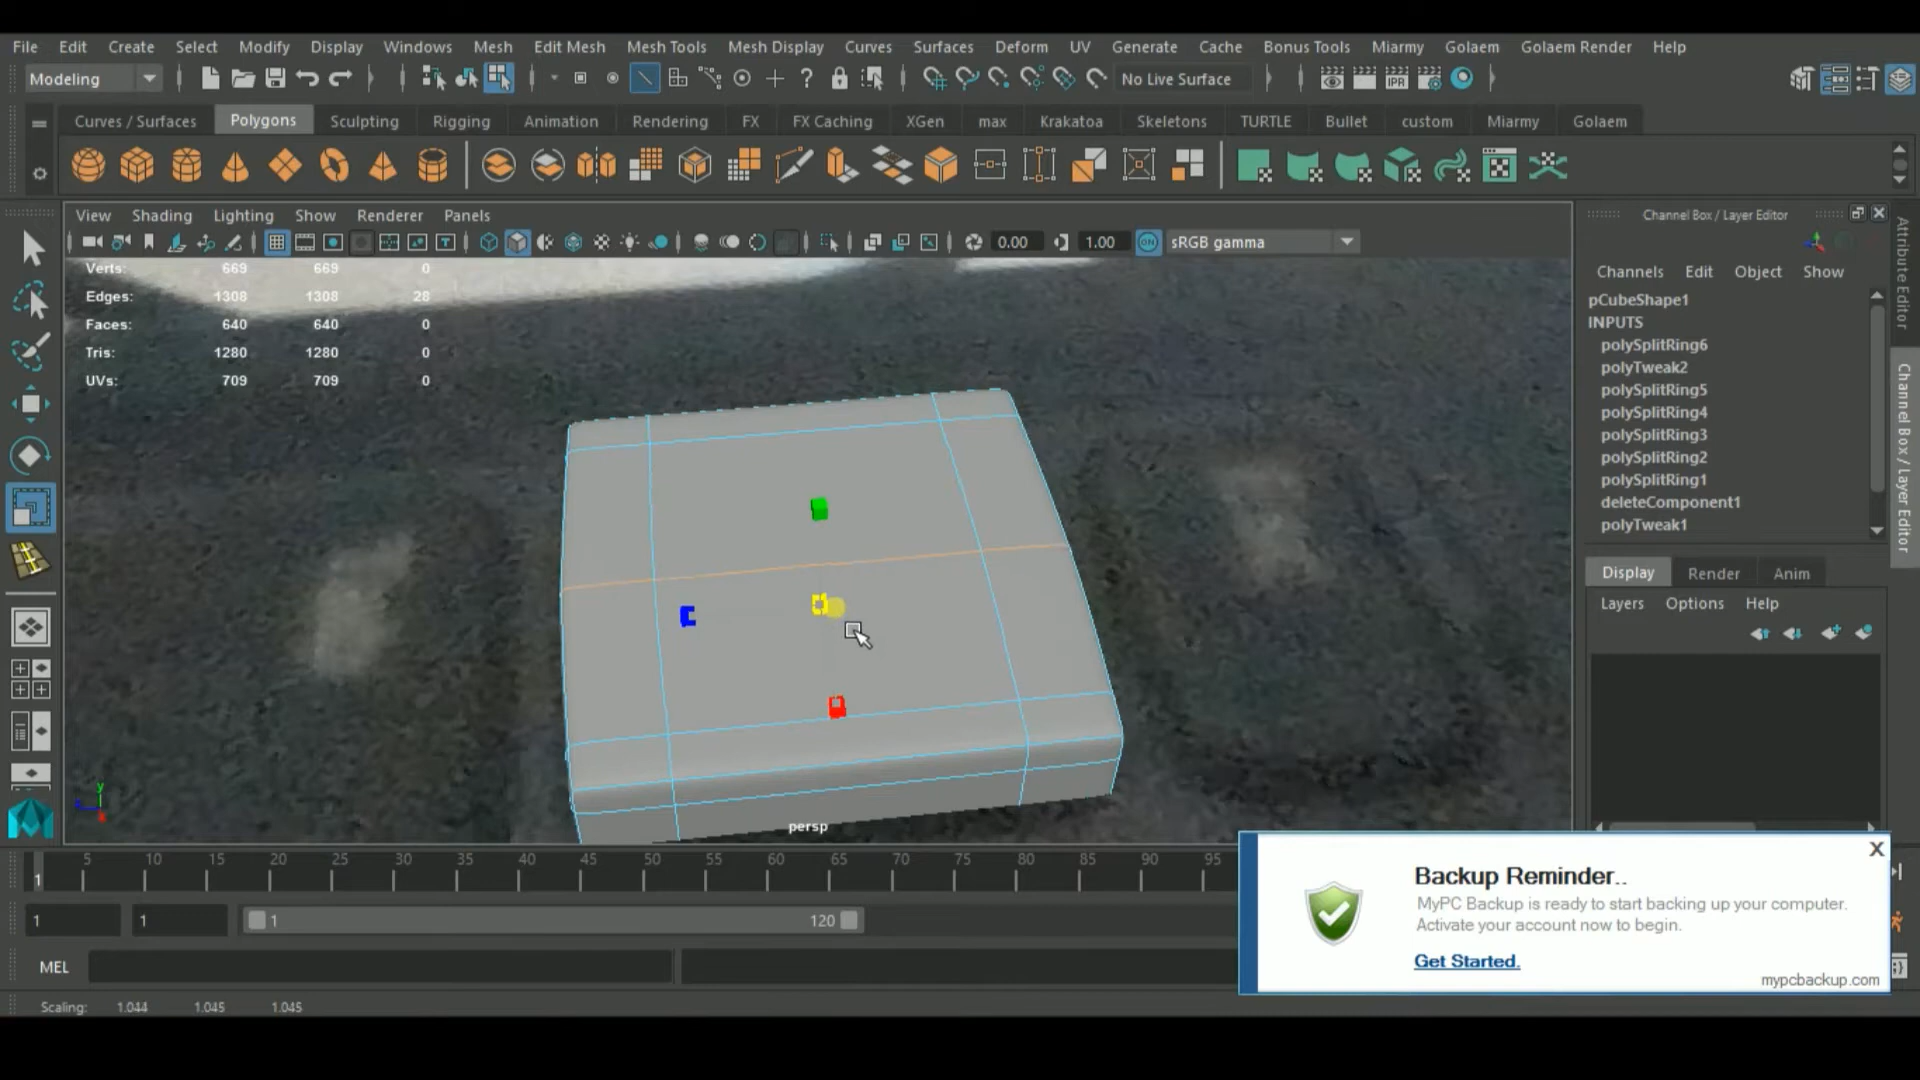 File Edit Create Select Modify Display Windows Mesh Edit Mesh Mesh Tools Mesh Display Curves Surfaces Deform UV Generate Cache Bonus Tools Miarmy Golaem Golaem Render Help
Modeling No Live Surface IPR
Curves / Surfaces Polygons Sculpting Rigging Animation Rendering FX FX Caching XGen max Krakatoa Skeletons TURTLE Bullet custom Miarmy Golaem
View Shading Lighting Show Renderer Panels
0.00 1.00 ON sRGB gamma
Verts: 669 669 0
Edges: 1308 1308 28
Faces: 640 640 0
Tris: 1280 1280 0
UVs: 709 709 0
persp
Channel Box / Layer Editor
Channels Edit Object Show
pCubeShape1
INPUTS
polySplitRing6
polyTweak2
polySplitRing5
polySplitRing4
polySplitRing3
polySplitRing2
polySplitRing1
deleteComponent1
polyTweak1
Display Render Anim
Layers Options Help
Attribute Editor
Channel Box / Layer Editor
5 10 15 20 25 30 35 40 45 50 55 60 65 70 75 80 85 90 95
1
1 1 1 120
MEL
Scaling: 1.044 1.045 1.045
X
Backup Reminder..
MyPC Backup is ready to start backing up your computer.
Activate your account now to begin.
Get Started.
mypcbackup.com